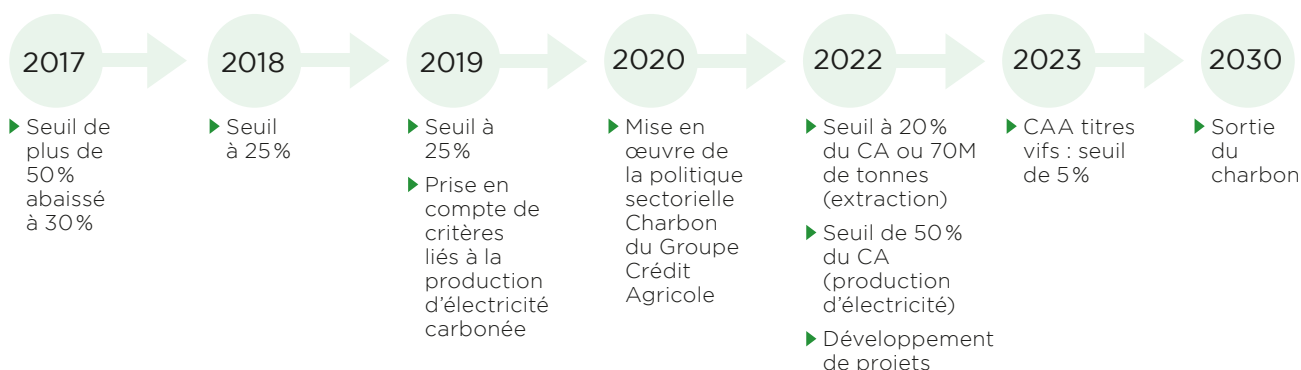 2017
Seuil de
plus de
50%
abaissé
à 30%
2018
Seuil
à 25%
2019
Seuil à
25%
Prise en
compte de
critères
liés à la
production
d’électricité
carbonée
2020
Mise en
œuvre de
la politique
sectorielle
Charbon
du Groupe
Crédit
Agricole
2022
Seuil à 20%
du CA ou 70M
de tonnes
(extraction)
Seuil de 50%
du CA
(production
d’électricité)
Développement
de projets
2023
CAA titres
vifs : seuil
de 5%
2030
Sortie
du
charbon